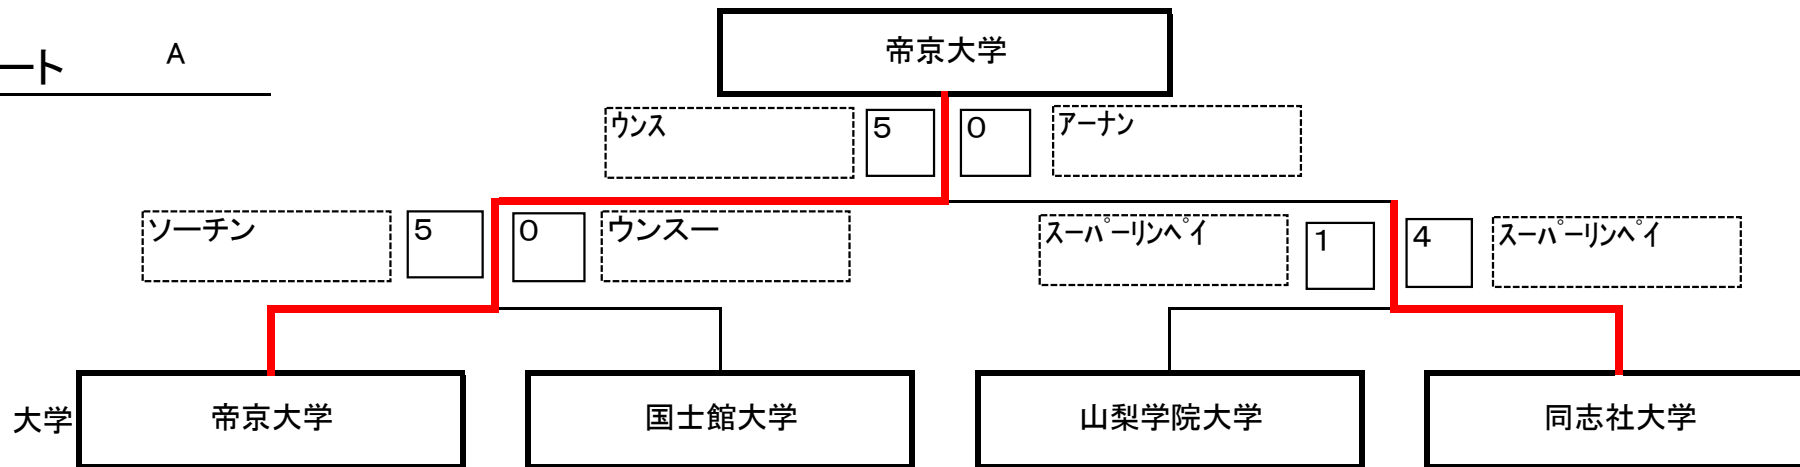 帝京大学
ート A
ウンス 5 0 アーナン
ソーチン 5 0 ウンスー スーパーリンペイ 1 4 スーパーリンペイ
大学 帝京大学 国士館大学 山梨学院大学 同志社大学